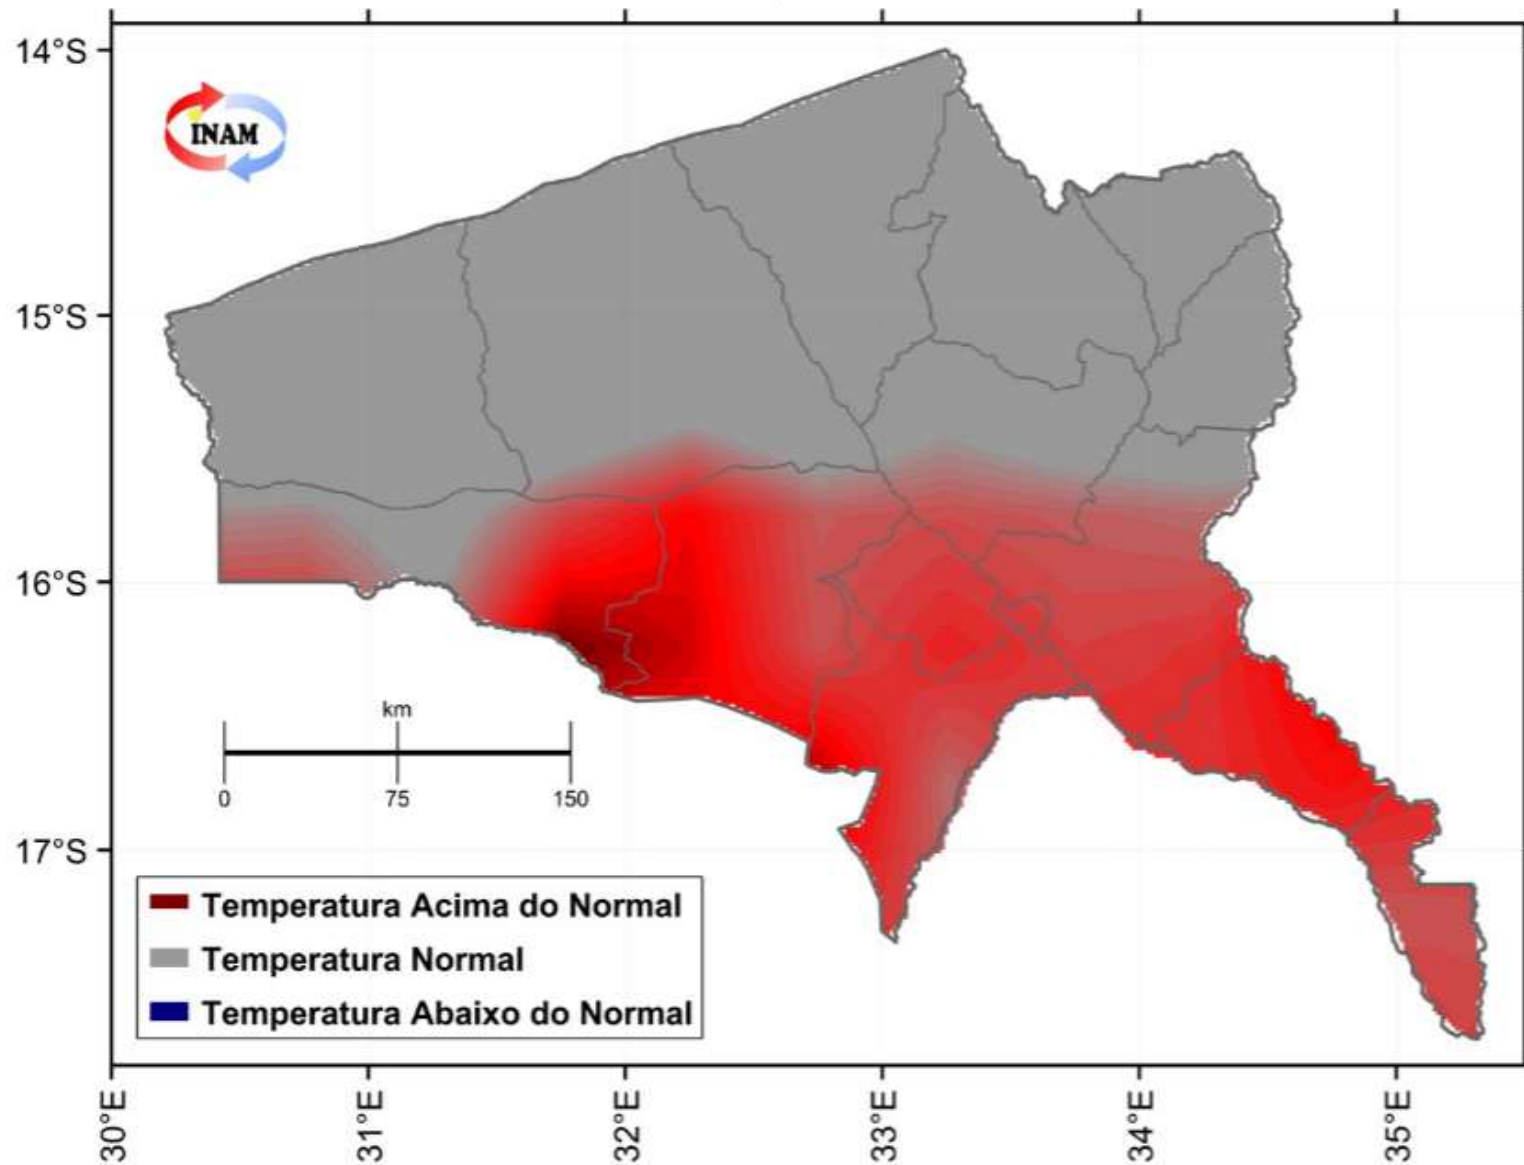 14°S
INAM
15°S
16°S
km
0 75 150
17°S
Temperatura Acima do Normal
Temperatura Normal
Temperatura Abaixo do Normal
30°E 31°E 32°E 33°E 34°E 35°E